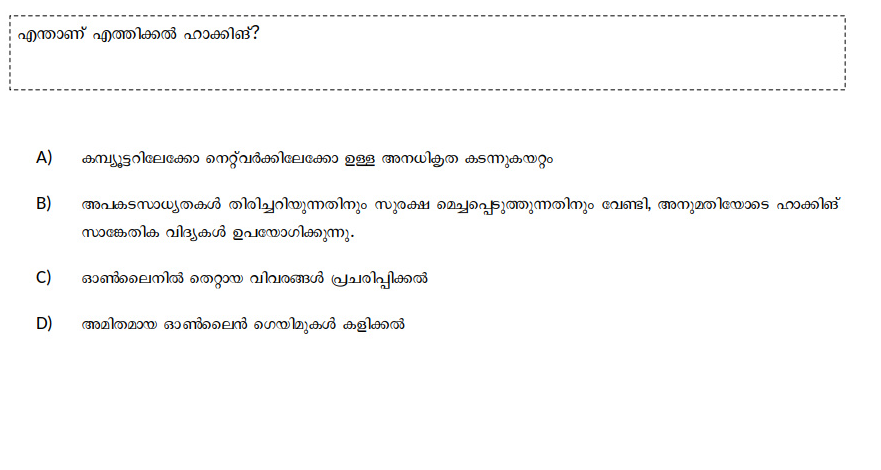 എന്താണ് എത്തിക്കൽ ഹാക്കിങ്?
A) കമ്പ്യൂട്ടറിലേക്കോ നെറ്റ്‌വർക്കിലേക്കോ ഉള്ള അനധികൃത കടന്നുകയറ്റം
B) അപകടസാധ്യതകൾ തിരിച്ചറിയുന്നതിനും സുരക്ഷ മെച്ചപ്പെടുത്തുന്നതിനും വേണ്ടി, അനുമതിയോടെ ഹാക്കിങ്
സാങ്കേതിക വിദ്യകൾ ഉപയോഗിക്കുന്നു.
C) ഓൺലൈനിൽ തെറ്റായ വിവരങ്ങൾ പ്രചരിപ്പിക്കൽ
D) അമിതമായ ഓൺലൈൻ ഗെയിമുകൾ കളിക്കൽ